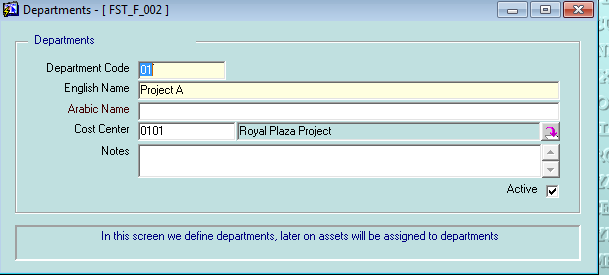 Departments - [ FST_F_002 ]
Departments
Department Code 01
English Name Project A
Arabic Name
Cost Center 0101 Royal Plaza Project
Notes
Active
In this screen we define departments, later on assets will be assigned to departments